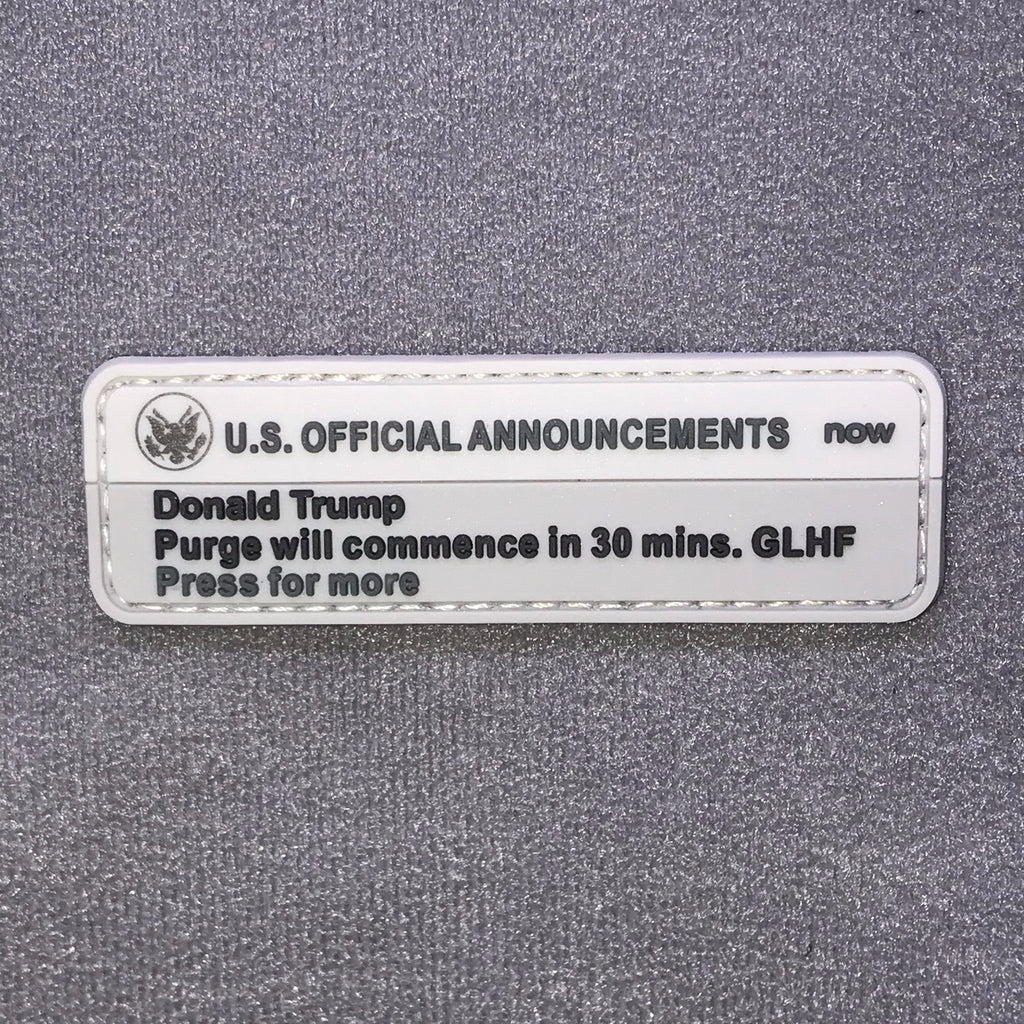 U.S. OFFICIAL ANNOUNCEMENTS now
Donald Trump
Purge will commence in 30 mins. GLHF
Press for more